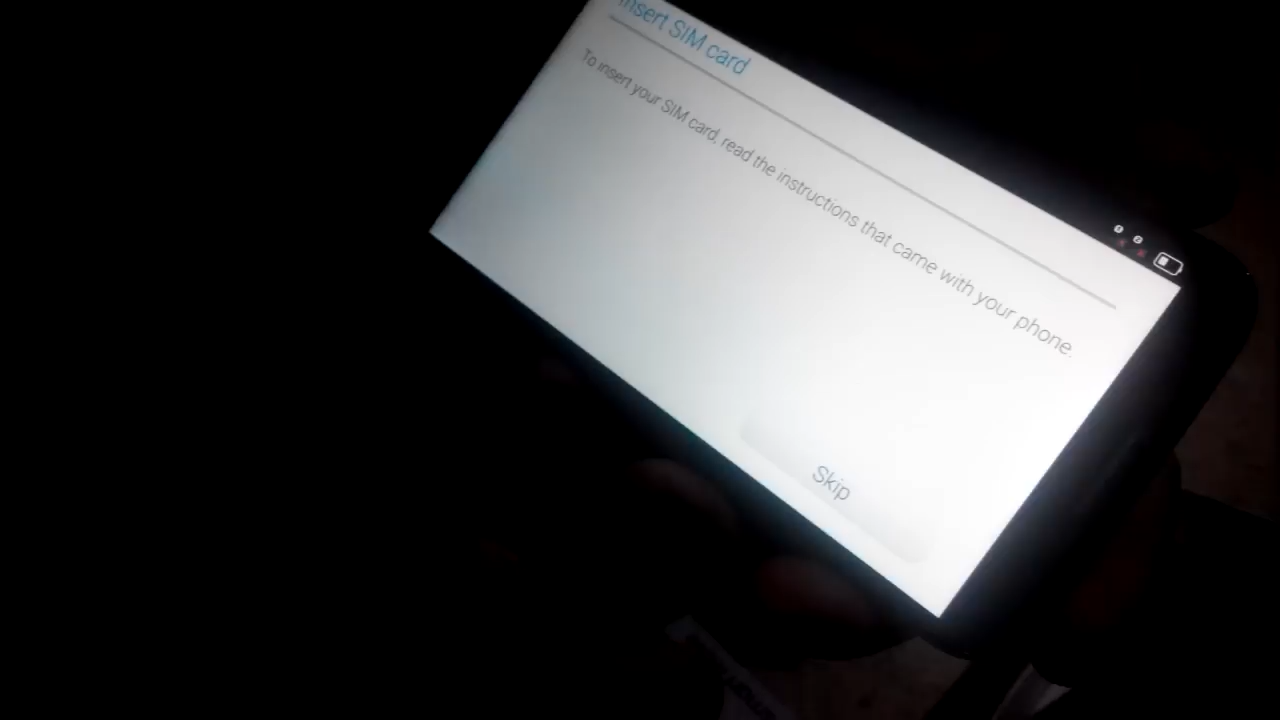 Insert SIM card
To insert your SIM card, read the instructions that came with your phone.
Skip